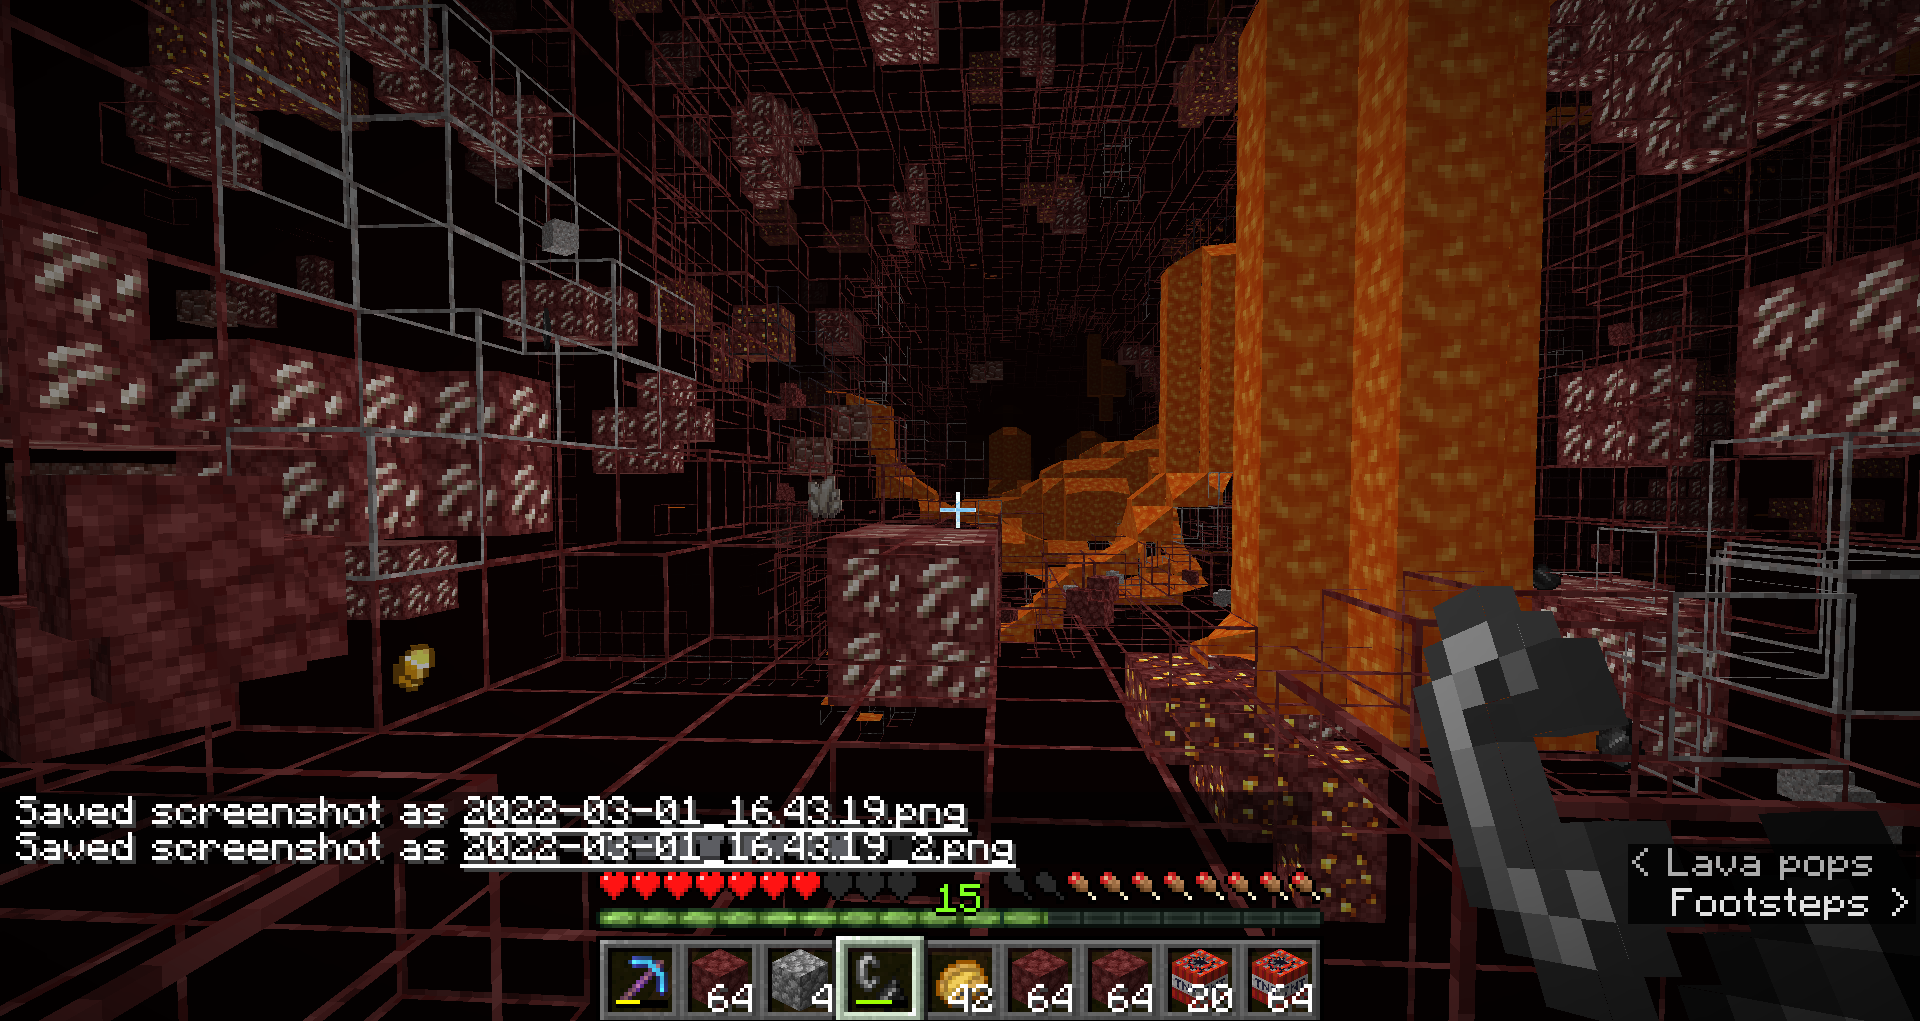 Saved screenshot as 2022-03-01_16.43.19.png
Saved screenshot as 2022-03-01_16.43.19_2.png
< Lava pops
Footsteps >
15
64
4
42
64
64
20
64